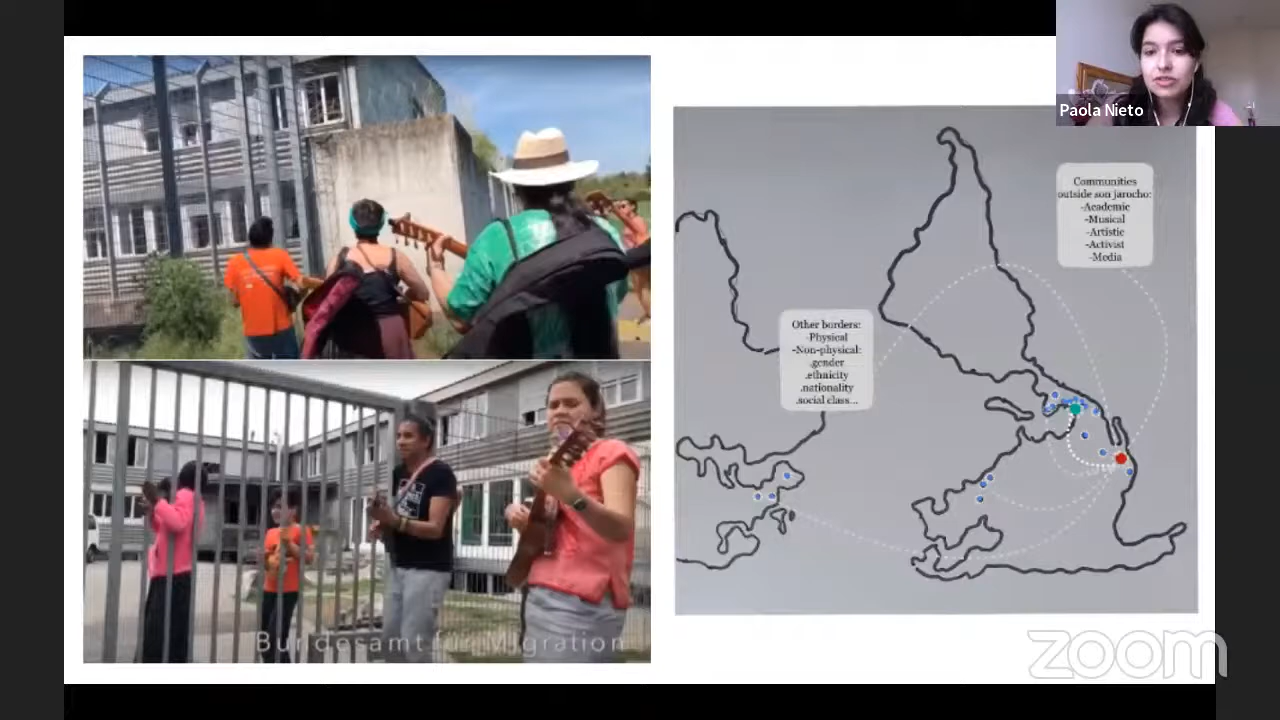 Paola Nieto
Communities
outside son jarocho:
-Academic
-Musical
-Artistic
-Activist
-Media
Other borders:
-Physical
-Non-physical:
.gender
.ethnicity
.nationality
.social class...
Bundesamt für Migration
zoom